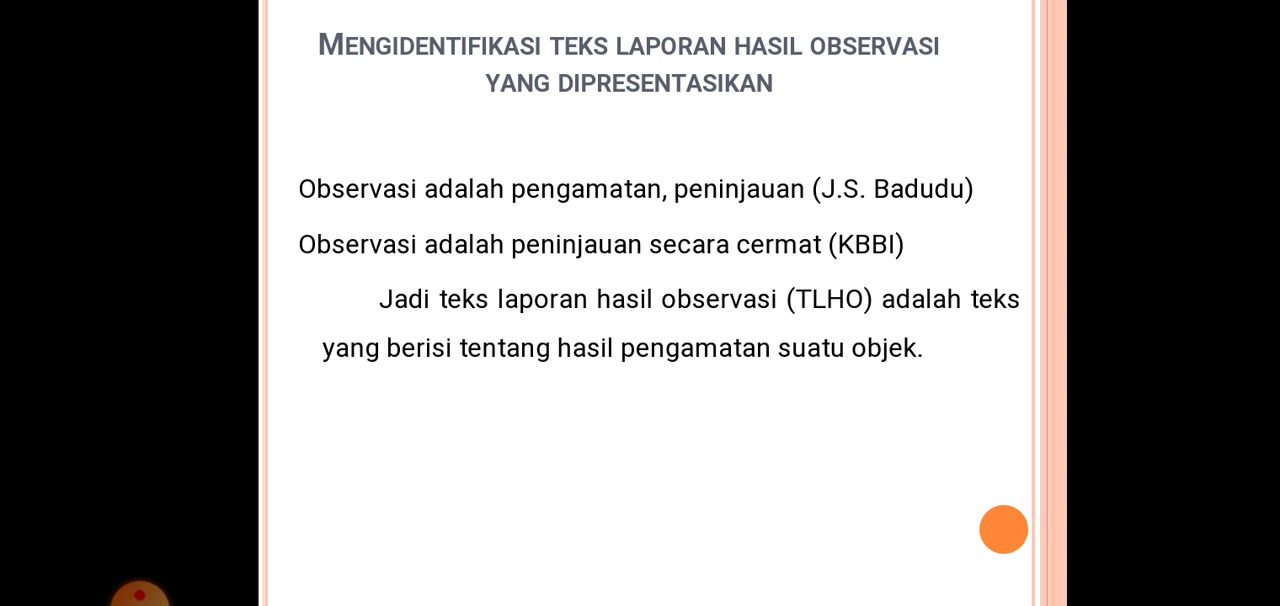 MENGIDENTIFIKASI TEKS LAPORAN HASIL OBSERVASI
YANG DIPRESENTASIKAN
Observasi adalah pengamatan, peninjauan (J.S. Badudu)
Observasi adalah peninjauan secara cermat (KBBI)
Jadi teks laporan hasil observasi (TLHO) adalah teks
yang berisi tentang hasil pengamatan suatu objek.